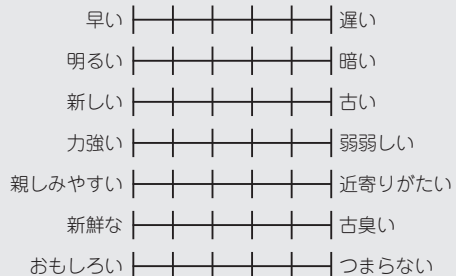 早い 遅い
明るい 暗い
新しい 古い
力強い 弱弱しい
親しみやすい 近寄りがたい
新鮮な 古臭い
おもしろい つまらない